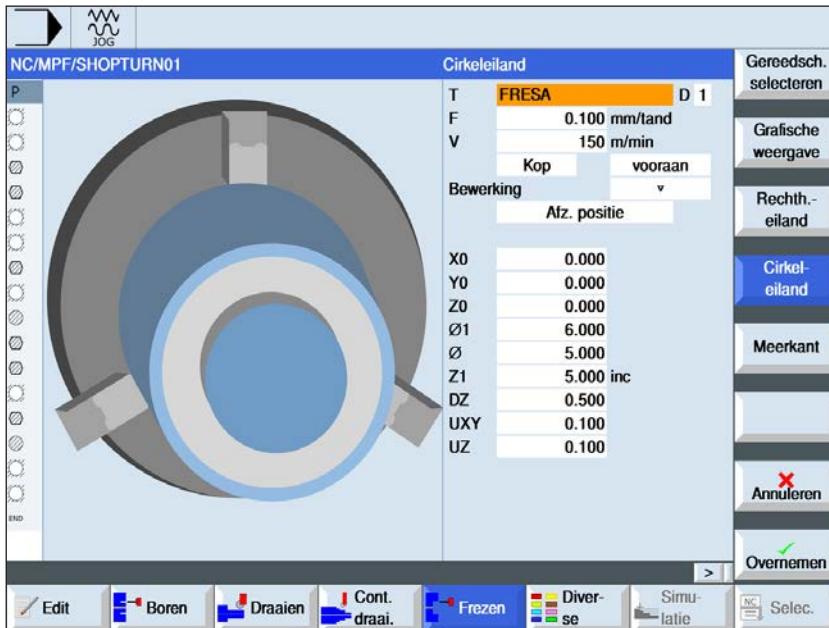 JOG
NC/MPF/SHOPTURN01
Cirkeleiland
P
END
T FRESA D 1
F 0.100 mm/tand
V 150 m/min
Kop vooraan
Bewerking ▿
Afz. positie
X0 0.000
Y0 0.000
Z0 0.000
Ø1 6.000
Ø 5.000
Z1 5.000 inc
DZ 0.500
UXY 0.100
UZ 0.100
Gereedsch.
selecteren
Grafische
weergave
Rechth.-
eiland
Cirkel-
eiland
Meerkant
Annuleren
Overnemen
>
Edit
Boren
Draaien
Cont.
draai.
Frezen
Diver-
se
Simu-
latie
NC
Selec.